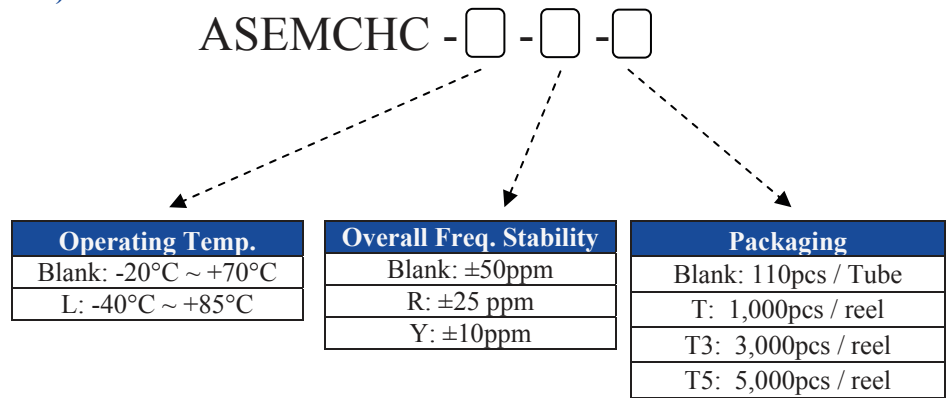 ASEMCHC - - -
Operating Temp.
Blank: -20°C ~ +70°C
L: -40°C ~ +85°C
Overall Freq. Stability
Blank: ±50ppm
R: ±25 ppm
Y: ±10ppm
Packaging
Blank: 110pcs / Tube
T: 1,000pcs / reel
T3: 3,000pcs / reel
T5: 5,000pcs / reel